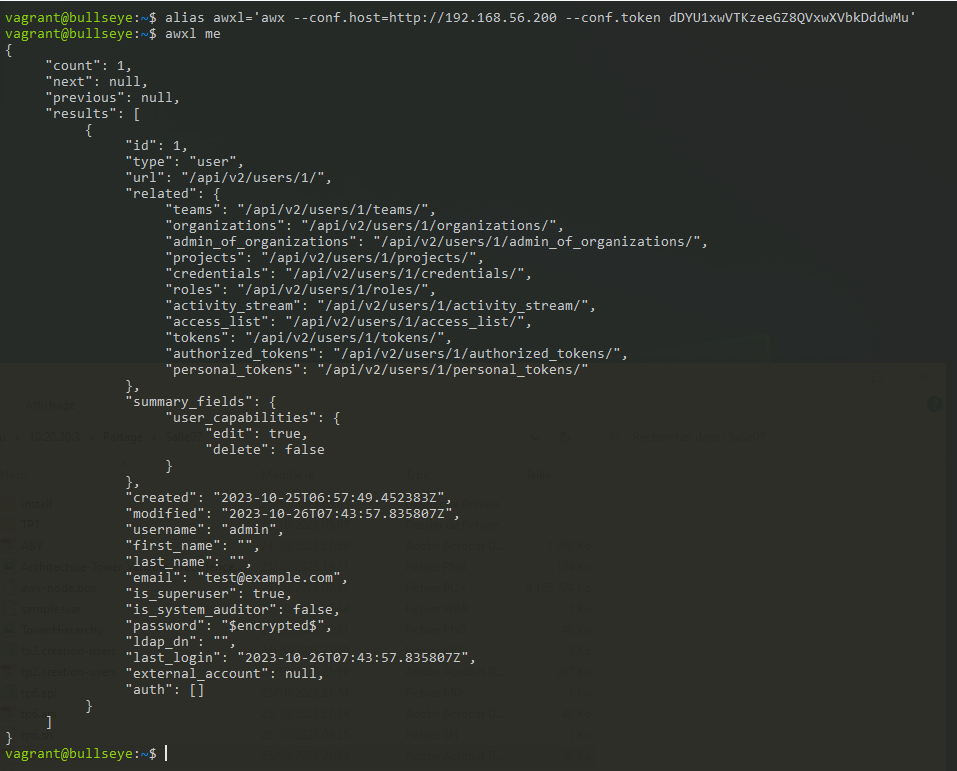 vagrant@bullseye:~$ alias awxl='awx --conf.host=http://192.168.56.200 --conf.token dDYU1xwVTKzeeGZ8QVxwXVbkDddwMu'
vagrant@bullseye:~$ awxl me
{
     "count": 1,
     "next": null,
     "previous": null,
     "results": [
          {
               "id": 1,
               "type": "user",
               "url": "/api/v2/users/1/",
               "related": {
                    "teams": "/api/v2/users/1/teams/",
                    "organizations": "/api/v2/users/1/organizations/",
                    "admin_of_organizations": "/api/v2/users/1/admin_of_organizations/",
                    "projects": "/api/v2/users/1/projects/",
                    "credentials": "/api/v2/users/1/credentials/",
                    "roles": "/api/v2/users/1/roles/",
                    "activity_stream": "/api/v2/users/1/activity_stream/",
                    "access_list": "/api/v2/users/1/access_list/",
                    "tokens": "/api/v2/users/1/tokens/",
                    "authorized_tokens": "/api/v2/users/1/authorized_tokens/",
                    "personal_tokens": "/api/v2/users/1/personal_tokens/"
               },
               "summary_fields": {
                    "user_capabilities": {
                         "edit": true,
                         "delete": false
                    }
               },
               "created": "2023-10-25T06:57:49.452383Z",
               "modified": "2023-10-26T07:43:57.835807Z",
               "username": "admin",
               "first_name": "",
               "last_name": "",
               "email": "test@example.com",
               "is_superuser": true,
               "is_system_auditor": false,
               "password": "$encrypted$",
               "ldap_dn": "",
               "last_login": "2023-10-26T07:43:57.835807Z",
               "external_account": null,
               "auth": []
          }
     ]
}
vagrant@bullseye:~$